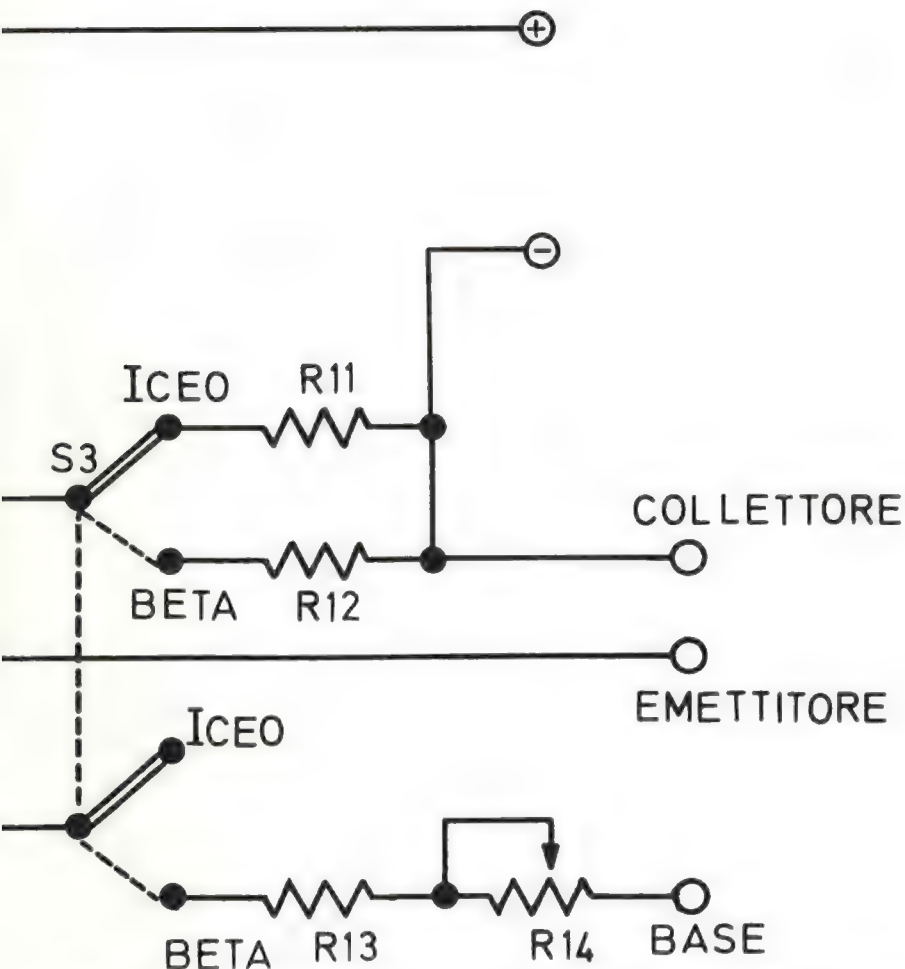 +
−
ICEO
R11
S3
COLLETTORE
BETA
R12
EMETTITORE
ICEO
BETA
R13
R14
BASE